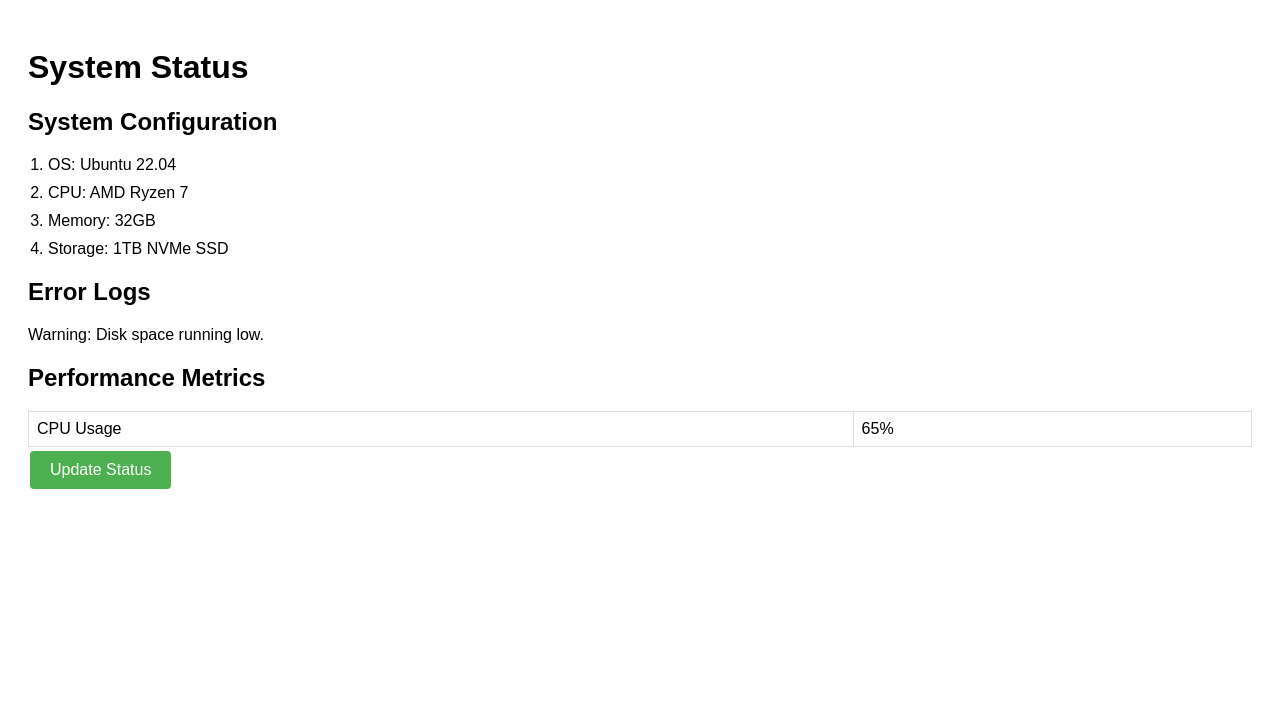 System Status
System Configuration
1. OS: Ubuntu 22.04
2. CPU: AMD Ryzen 7
3. Memory: 32GB
4. Storage: 1TB NVMe SSD
Error Logs
Warning: Disk space running low.
Performance Metrics
CPU Usage 65%
Update Status